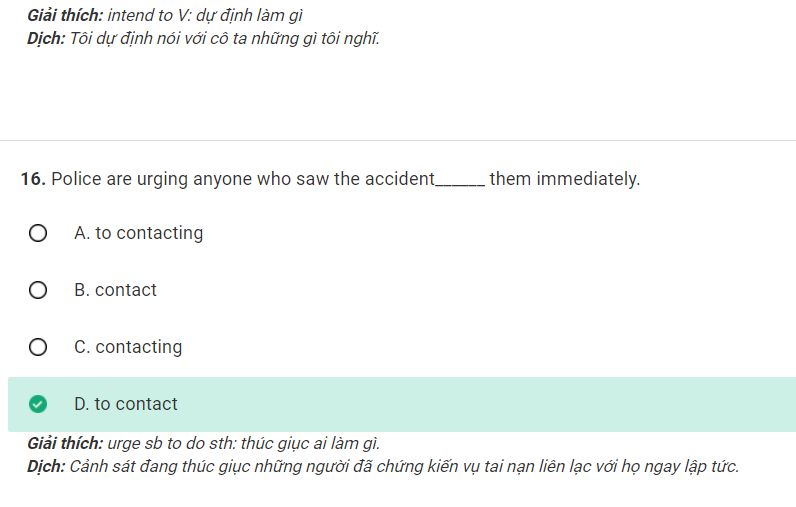 Giải thích: intend to V: dự định làm gì
Dịch: Tôi dự định nói với cô ta những gì tôi nghĩ.
16. Police are urging anyone who saw the accident______ them immediately.
A. to contacting
B. contact
C. contacting
D. to contact
Giải thích: urge sb to do sth: thúc giục ai làm gì.
Dịch: Cảnh sát đang thúc giục những người đã chứng kiến vụ tai nạn liên lạc với họ ngay lập tức.